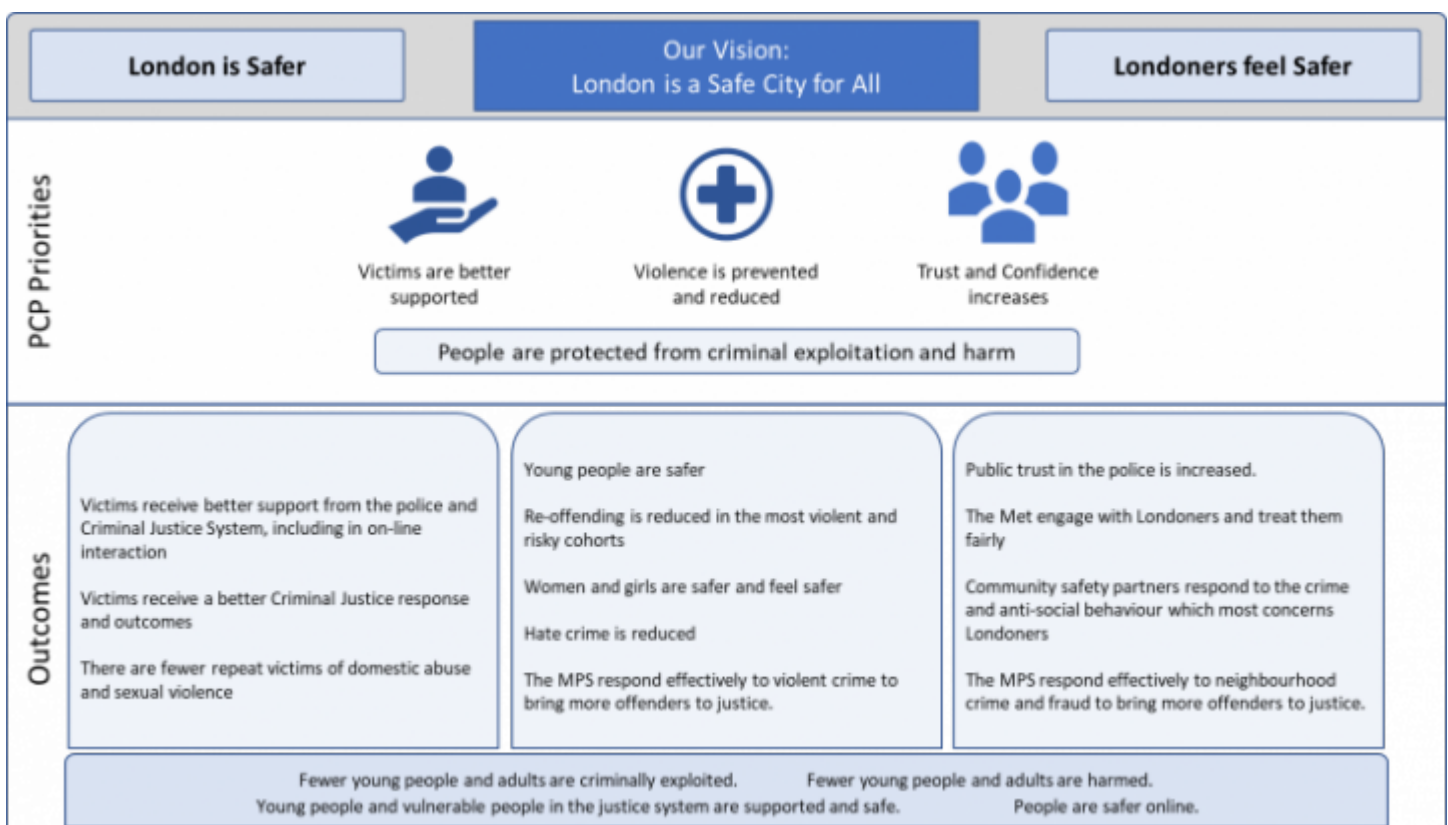 London is Safer
Our Vision:
London is a Safe City for All
Londoners feel Safer
PCP Priorities
Victims are better
supported
Violence is prevented
and reduced
Trust and Confidence
increases
People are protected from criminal exploitation and harm
Outcomes
Victims receive better support from the police and
Criminal Justice System, including in on-line
interaction
Victims receive a better Criminal Justice response
and outcomes
There are fewer repeat victims of domestic abuse
and sexual violence
Young people are safer
Re-offending is reduced in the most violent and
risky cohorts
Women and girls are safer and feel safer
Hate crime is reduced
The MPS respond effectively to violent crime to
bring more offenders to justice.
Public trust in the police is increased.
The Met engage with Londoners and treat them
fairly
Community safety partners respond to the crime
and anti-social behaviour which most concerns
Londoners
The MPS respond effectively to neighbourhood
crime and fraud to bring more offenders to justice.
Fewer young people and adults are criminally exploited. Fewer young people and adults are harmed.
Young people and vulnerable people in the justice system are supported and safe. People are safer online.